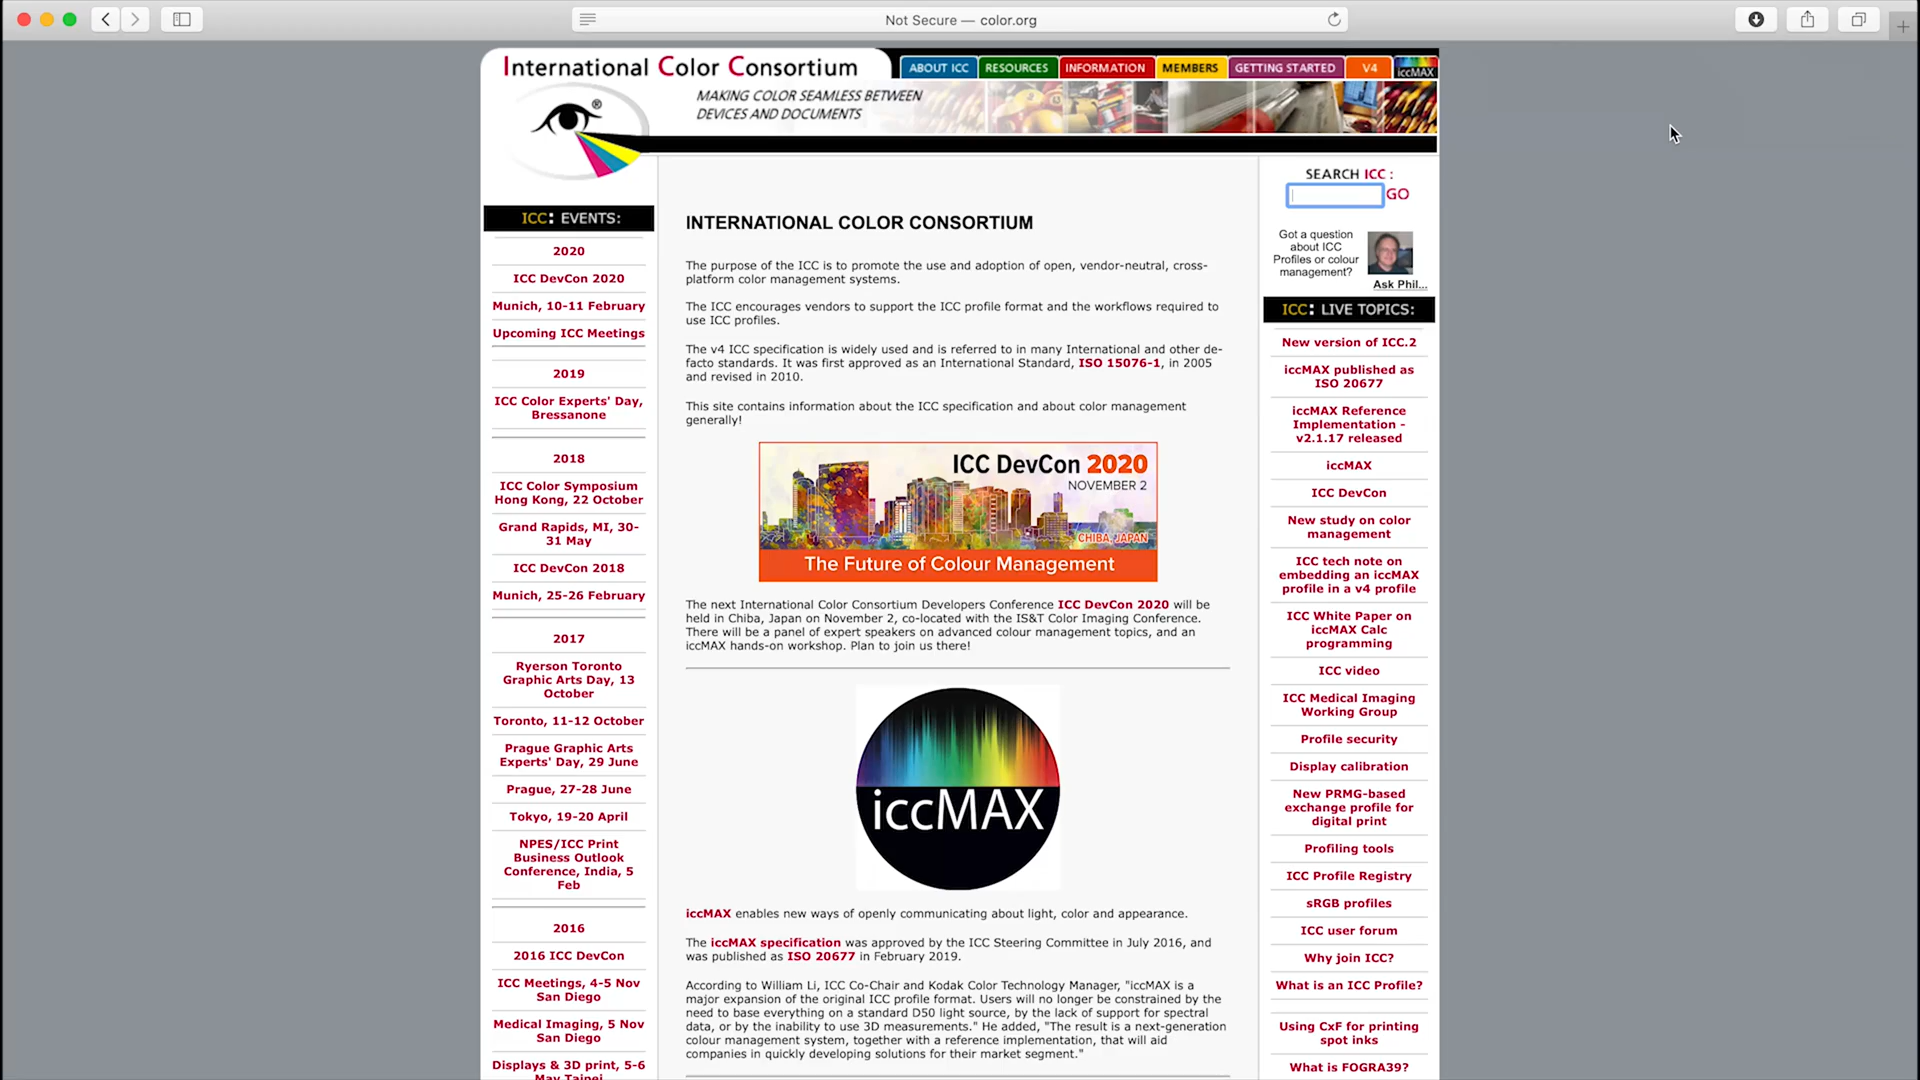 Not Secure — color.org
International Color Consortium
ABOUT ICC
RESOURCES
INFORMATION
MEMBERS
GETTING STARTED
V4
iccMAX
®
MAKING COLOR SEAMLESS BETWEEN
DEVICES AND DOCUMENTS
ICC: EVENTS:
2020
ICC DevCon 2020
Munich, 10-11 February
Upcoming ICC Meetings
2019
ICC Color Experts' Day,
Bressanone
2018
ICC Color Symposium
Hong Kong, 22 October
Grand Rapids, MI, 30-
31 May
ICC DevCon 2018
Munich, 25-26 February
2017
Ryerson Toronto
Graphic Arts Day, 13
October
Toronto, 11-12 October
Prague Graphic Arts
Experts' Day, 29 June
Prague, 27-28 June
Tokyo, 19-20 April
NPES/ICC Print
Business Outlook
Conference, India, 5
Feb
2016
2016 ICC DevCon
ICC Meetings, 4-5 Nov
San Diego
Medical Imaging, 5 Nov
San Diego
Displays & 3D print, 5-6
May Taipei
INTERNATIONAL COLOR CONSORTIUM
The purpose of the ICC is to promote the use and adoption of open, vendor-neutral, cross-
platform color management systems.
The ICC encourages vendors to support the ICC profile format and the workflows required to
use ICC profiles.
The v4 ICC specification is widely used and is referred to in many International and other de-
facto standards. It was first approved as an International Standard, ISO 15076-1, in 2005
and revised in 2010.
This site contains information about the ICC specification and about color management
generally!
ICC DevCon 2020
NOVEMBER 2
CHIBA, JAPAN
The Future of Colour Management
The next International Color Consortium Developers Conference ICC DevCon 2020 will be
held in Chiba, Japan on November 2, co-located with the IS&T Color Imaging Conference.
There will be a panel of expert speakers on advanced colour management topics, and an
iccMAX hands-on workshop. Plan to join us there!
iccMAX
iccMAX enables new ways of openly communicating about light, color and appearance.
The iccMAX specification was approved by the ICC Steering Committee in July 2016, and
was published as ISO 20677 in February 2019.
According to William Li, ICC Co-Chair and Kodak Color Technology Manager, "iccMAX is a
major expansion of the original ICC profile format. Users will no longer be constrained by the
need to base everything on a standard D50 light source, by the lack of support for spectral
data, or by the inability to use 3D measurements." He added, "The result is a next-generation
colour management system, together with a reference implementation, that will aid
companies in quickly developing solutions for their market segment."
SEARCH ICC :
GO
Got a question
about ICC
Profiles or colour
management?
Ask Phil...
ICC: LIVE TOPICS:
New version of ICC.2
iccMAX published as
ISO 20677
iccMAX Reference
Implementation -
v2.1.17 released
iccMAX
ICC DevCon
New study on color
management
ICC tech note on
embedding an iccMAX
profile in a v4 profile
ICC White Paper on
iccMAX Calc
programming
ICC video
ICC Medical Imaging
Working Group
Profile security
Display calibration
New PRMG-based
exchange profile for
digital print
Profiling tools
ICC Profile Registry
sRGB profiles
ICC user forum
Why join ICC?
What is an ICC Profile?
Using CxF for printing
spot inks
What is FOGRA39?